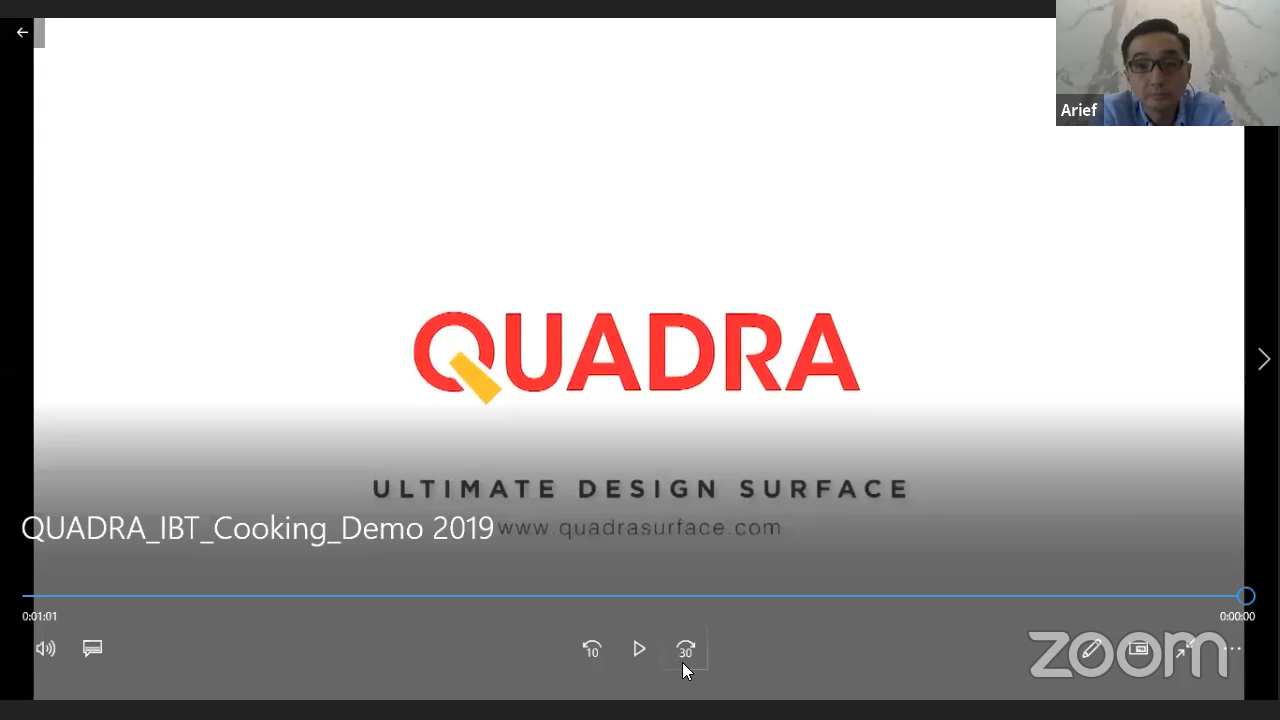 Arief
QUADRA
ULTIMATE DESIGN SURFACE
www.quadrasurface.com
QUADRA_IBT_Cooking_Demo 2019
0:01:01
0:00:00
10
30
zoom